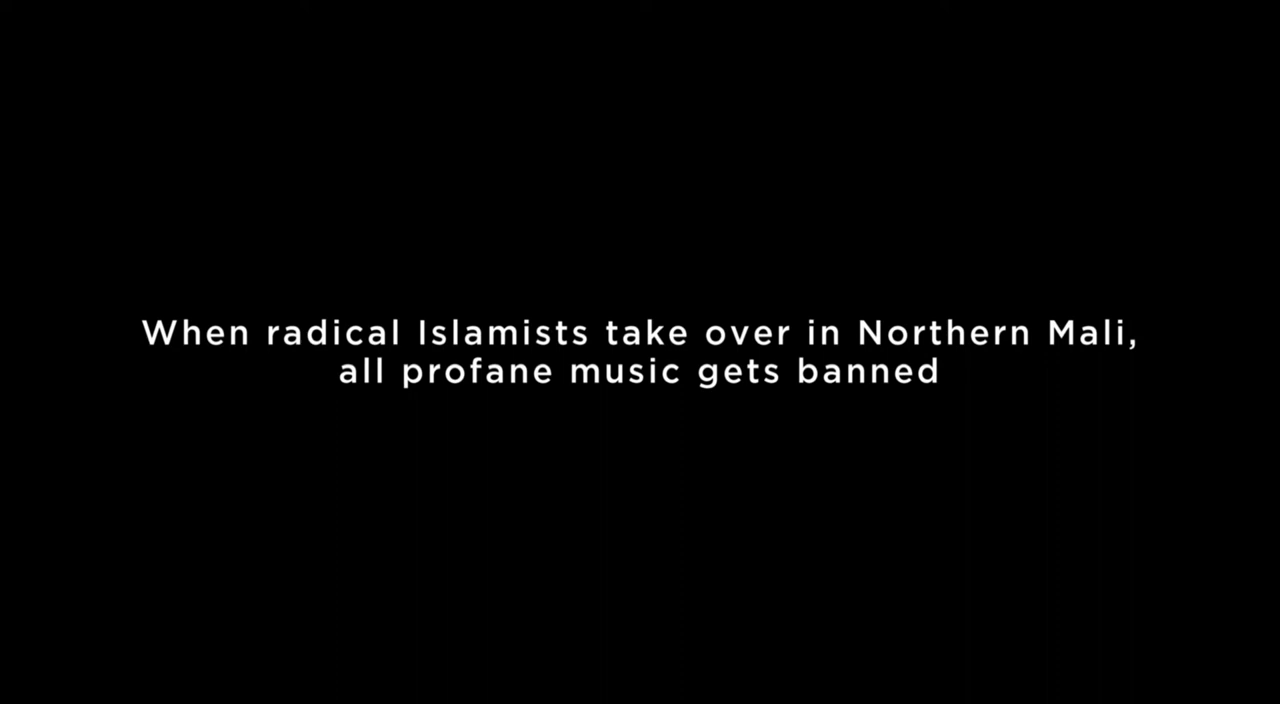 When radical Islamists take over in Northern Mali,
all profane music gets banned